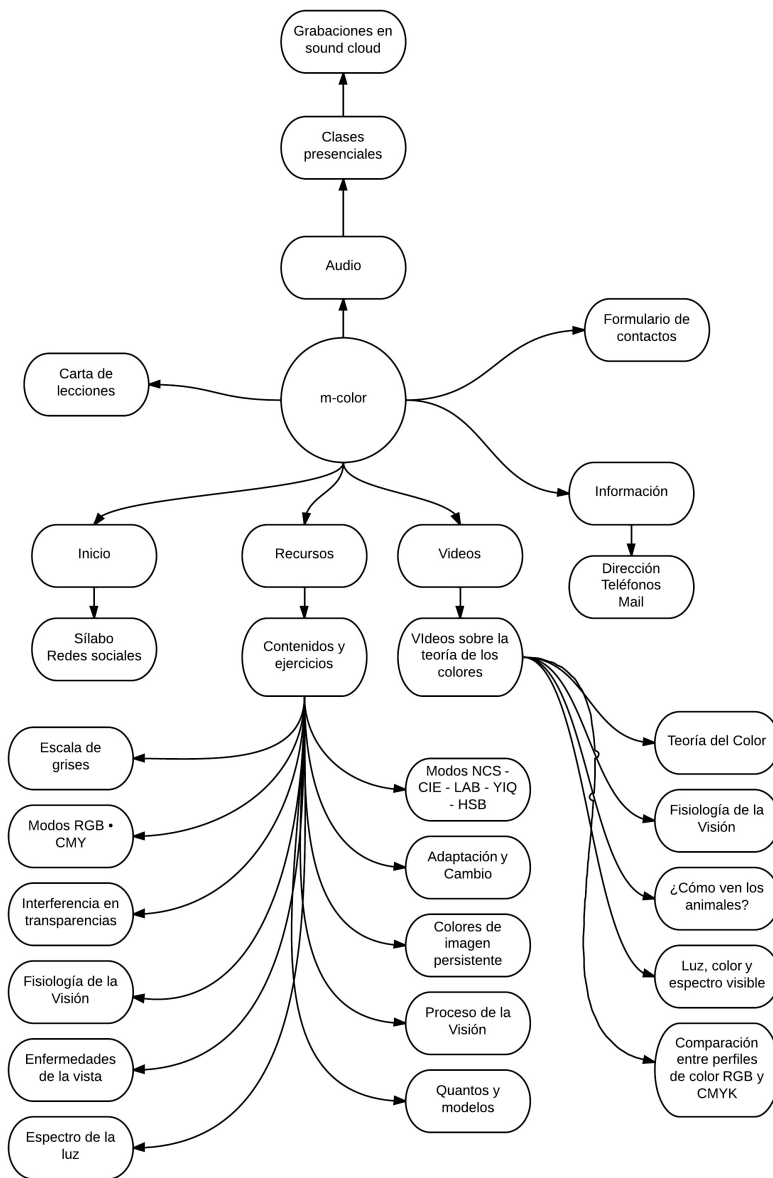 Grabaciones en
sound cloud
Clases
presenciales
Audio
Formulario de
contactos
Carta de
lecciones
m-color
Información
Inicio
Recursos
Videos
Dirección
Teléfonos
Mail
Sílabo
Redes sociales
Contenidos y
ejercicios
VIdeos sobre la
teoría de los
colores
Escala de
grises
Modos RGB •
CMY
Interferencia en
transparencias
Fisiología de la
Visión
Enfermedades
de la vista
Espectro de la
luz
Modos NCS -
CIE - LAB - YIQ
- HSB
Adaptación y
Cambio
Colores de
imagen
persistente
Proceso de la
Visión
Quantos y
modelos
Teoría del Color
Fisiología de la
Visión
¿Cómo ven los
animales?
Luz, color y
espectro visible
Comparación
entre perfiles
de color RGB y
CMYK